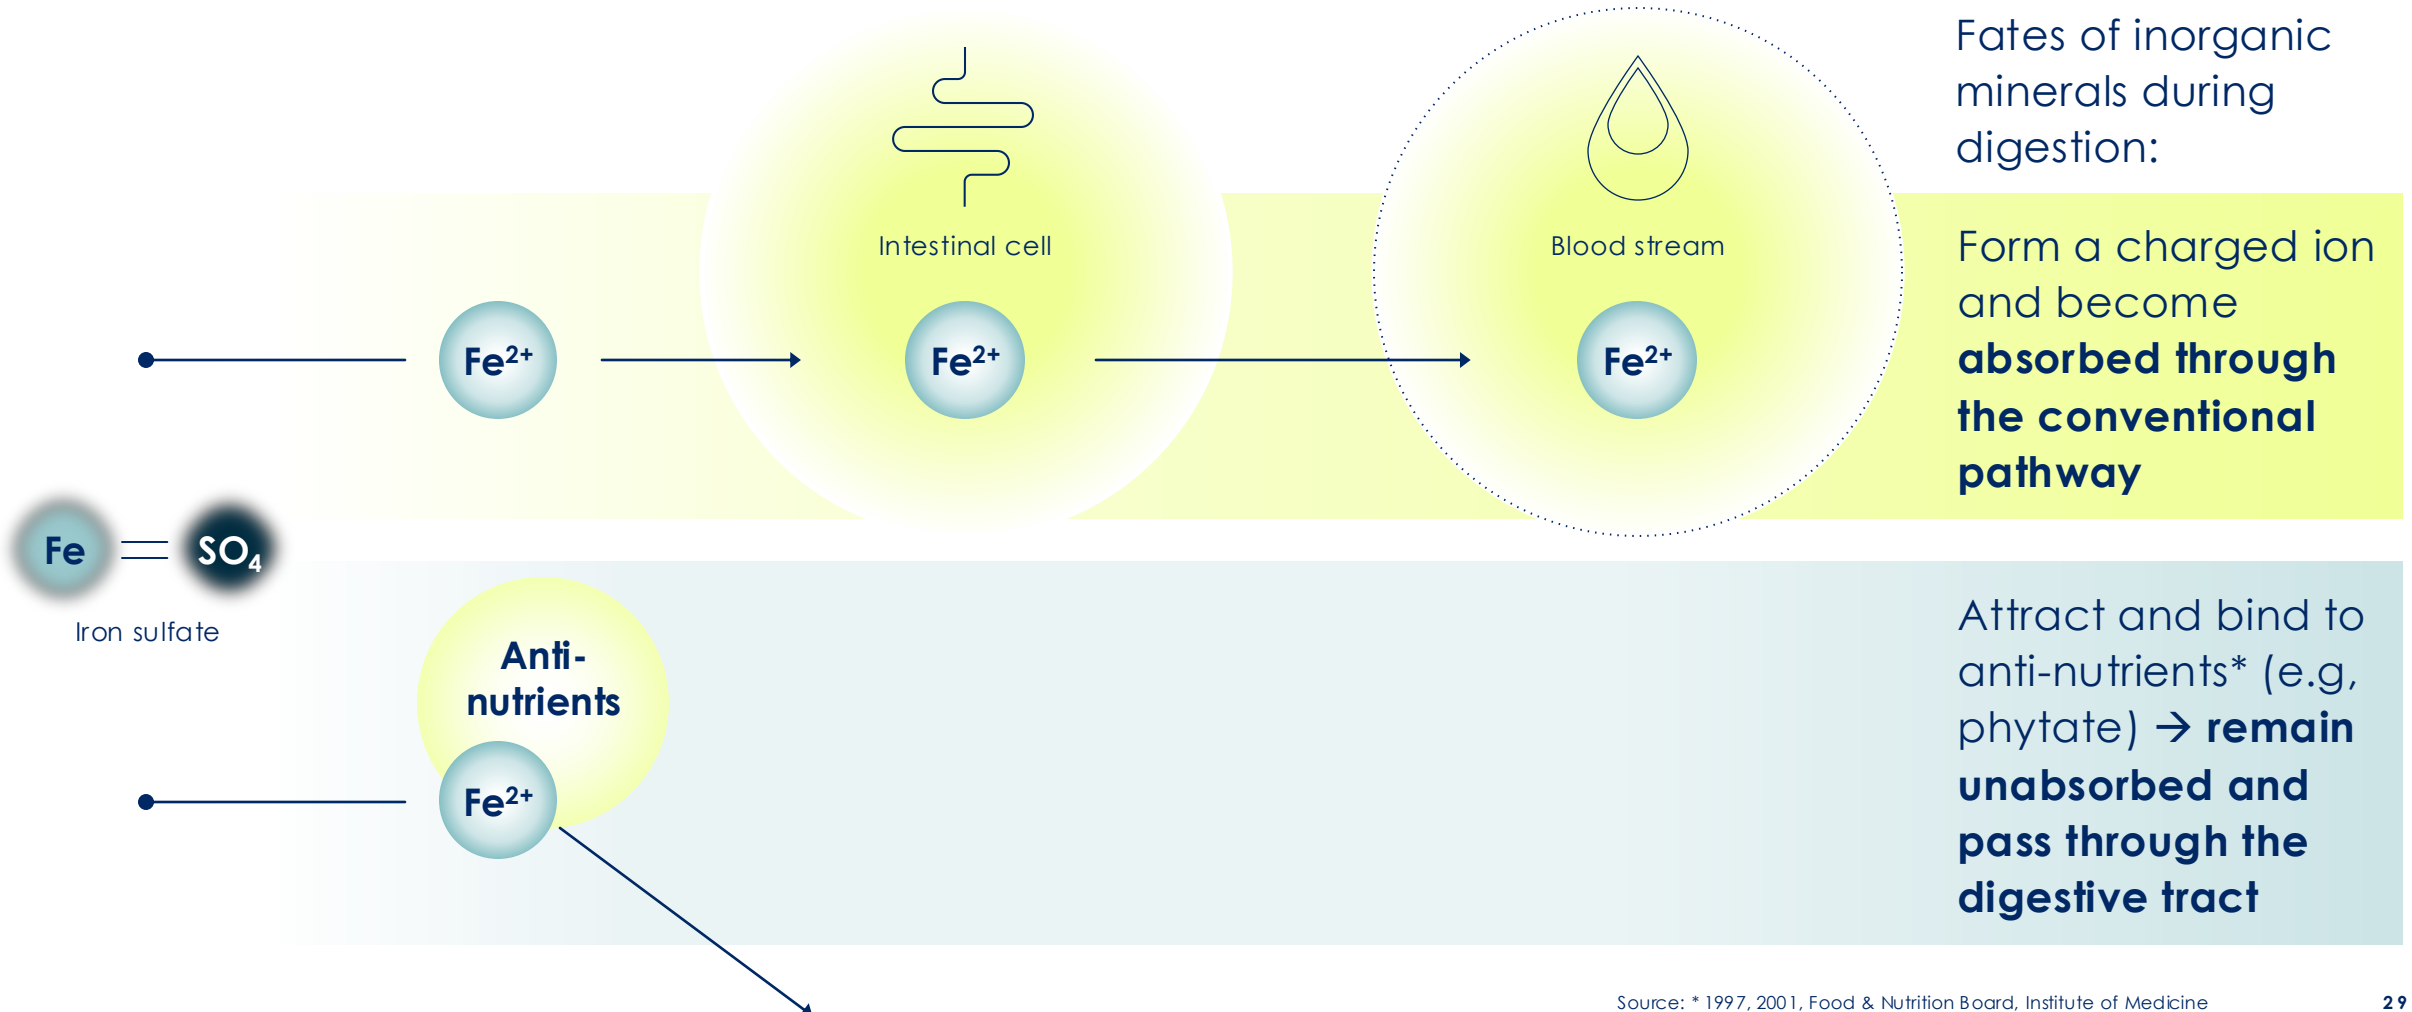 Fates of inorganic
minerals during
digestion:
Intestinal cell
Blood stream
Fe²⁺
Fe²⁺
Fe²⁺
Form a charged ion
and become
absorbed through
the conventional
pathway
Fe
SO₄
Iron sulfate
Anti-
nutrients
Fe²⁺
Attract and bind to
anti-nutrients* (e.g,
phytate) → remain
unabsorbed and
pass through the
digestive tract
Source: * 1997, 2001, Food & Nutrition Board, Institute of Medicine
29